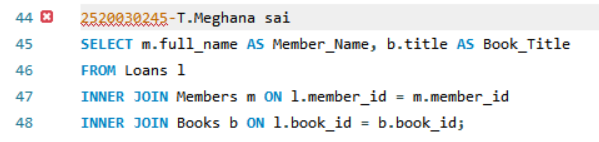 44 2520030245-T.Meghana sai
45 SELECT m.full_name AS Member_Name, b.title AS Book_Title
46 FROM Loans l
47 INNER JOIN Members m ON l.member_id = m.member_id
48 INNER JOIN Books b ON l.book_id = b.book_id;